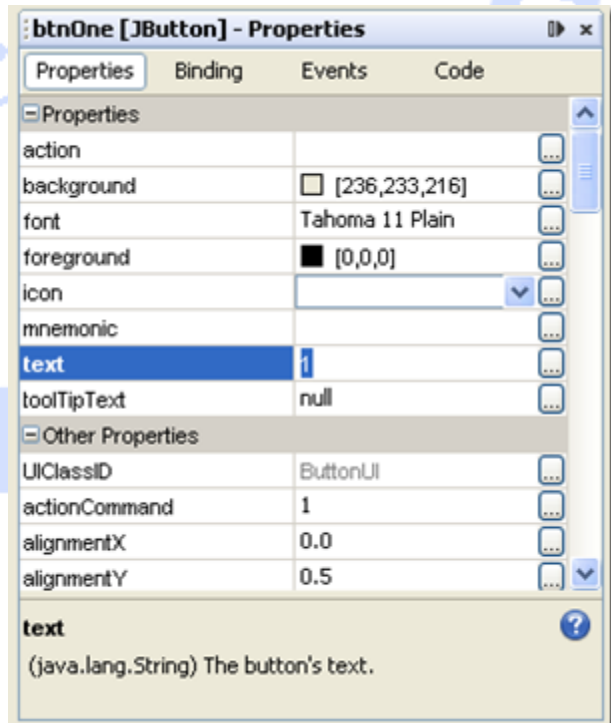 btnOne [JButton] - Properties
Properties Binding Events Code
Properties
action ...
background [236,233,216] ...
font Tahoma 11 Plain ...
foreground [0,0,0] ...
icon ...
mnemonic ...
text 1 ...
toolTipText null ...
Other Properties
UIClassID ButtonUI ...
actionCommand 1 ...
alignmentX 0.0 ...
alignmentY 0.5 ...
text ?
(java.lang.String) The button's text.